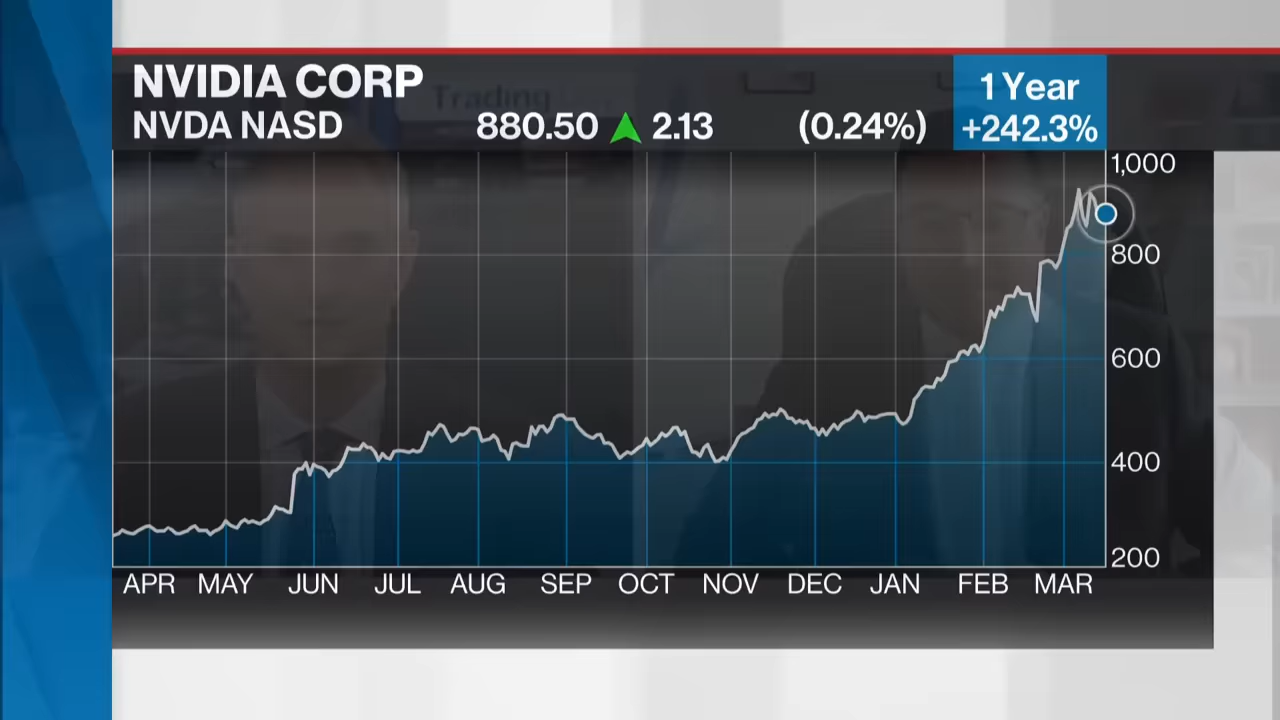 NVIDIA CORP
Trading
NVDA NASD 880.50 2.13 (0.24%)
1 Year
+242.3%
1,000
800
600
400
200
APR MAY JUN JUL AUG SEP OCT NOV DEC JAN FEB MAR